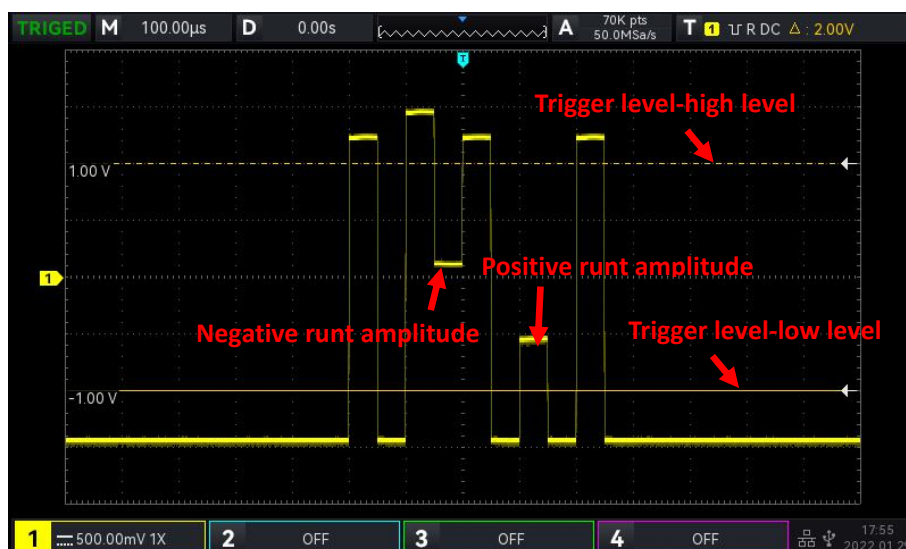 TRIGED M 100.00μs D 0.00s A 70K pts 50.0MSa/s T 1 R DC Δ : 2.00V
T
Trigger level-high level
1.00 V
1
Positive runt amplitude
Negative runt amplitude
Trigger level-low level
-1.00 V
1 500.00mV 1X 2 OFF 3 OFF 4 OFF 17:55